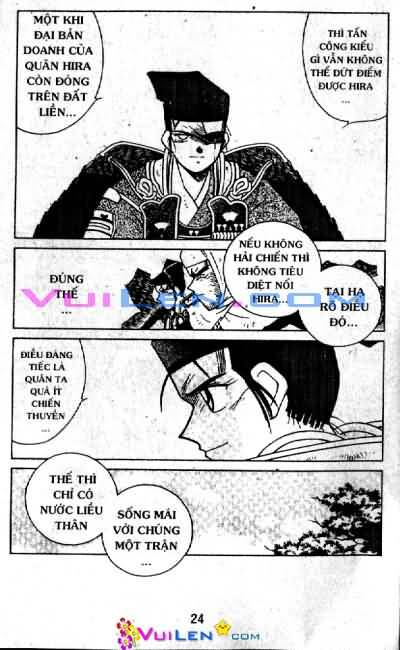 MỘT KHI
ĐẠI BẢN
DOANH CỦA
QUÂN HIRA
CÒN ĐÓNG
TRÊN ĐẤT
LIỀN...
THÌ TẤN
CÔNG KIỂU
GÌ VẪN KHÔNG
THỂ DỨT ĐIỂM
ĐƯỢC HIRA
...
NẾU KHÔNG
HẢI CHIẾN THÌ
KHÔNG TIÊU
DIỆT NỔI
HIRA...
TẠI HẠ
RÕ ĐIỀU
ĐÓ...
ĐÚNG
THẾ
...
VuiLen.com
ĐIỀU ĐÁNG
TIẾC LÀ
QUÂN TA
QUÁ ÍT
CHIẾN
THUYỀN
...
THẾ THÌ
CHỈ CÓ
NƯỚC LIỀU
THÂN
SỐNG MÁI
VỚI CHÚNG
MỘT TRẬN
...
24
VuiLen.com